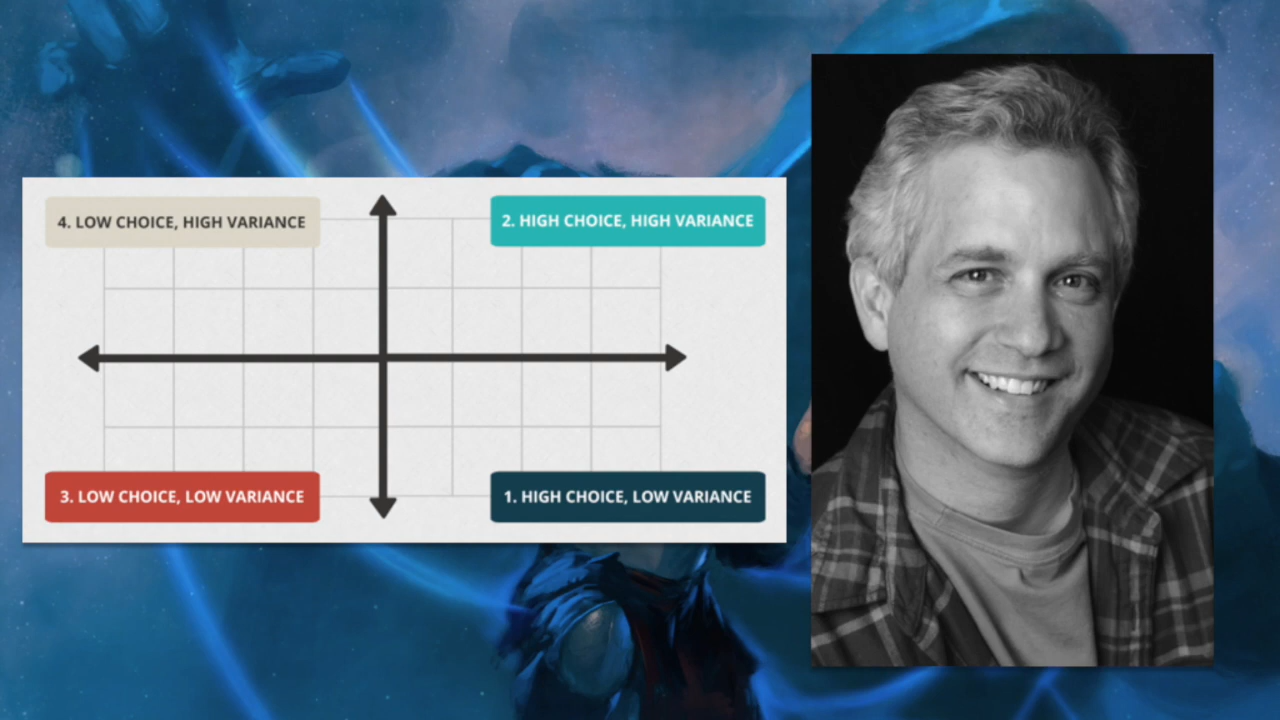 4. LOW CHOICE, HIGH VARIANCE
2. HIGH CHOICE, HIGH VARIANCE
3. LOW CHOICE, LOW VARIANCE
1. HIGH CHOICE, LOW VARIANCE